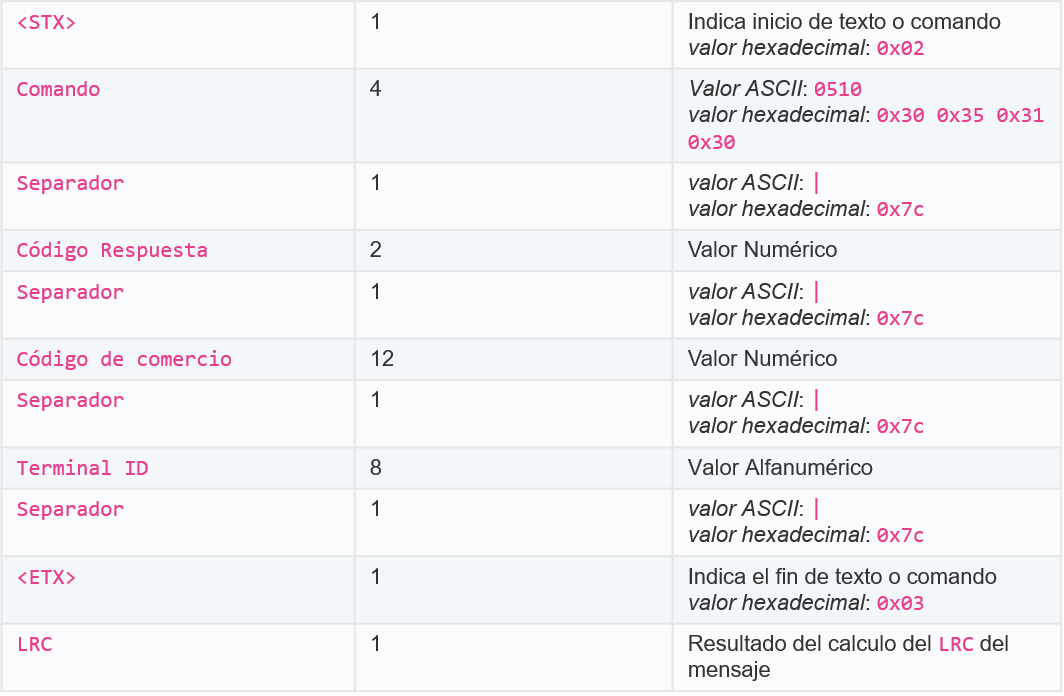 <STX> 1 Indica inicio de texto o comando
valor hexadecimal: 0x02
Comando 4 Valor ASCII: 0510
valor hexadecimal: 0x30 0x35 0x31
0x30
Separador 1 valor ASCII: |
valor hexadecimal: 0x7c
Código Respuesta 2 Valor Numérico
Separador 1 valor ASCII: |
valor hexadecimal: 0x7c
Código de comercio 12 Valor Numérico
Separador 1 valor ASCII: |
valor hexadecimal: 0x7c
Terminal ID 8 Valor Alfanumérico
Separador 1 valor ASCII: |
valor hexadecimal: 0x7c
<ETX> 1 Indica el fin de texto o comando
valor hexadecimal: 0x03
LRC 1 Resultado del calculo del LRC del
mensaje